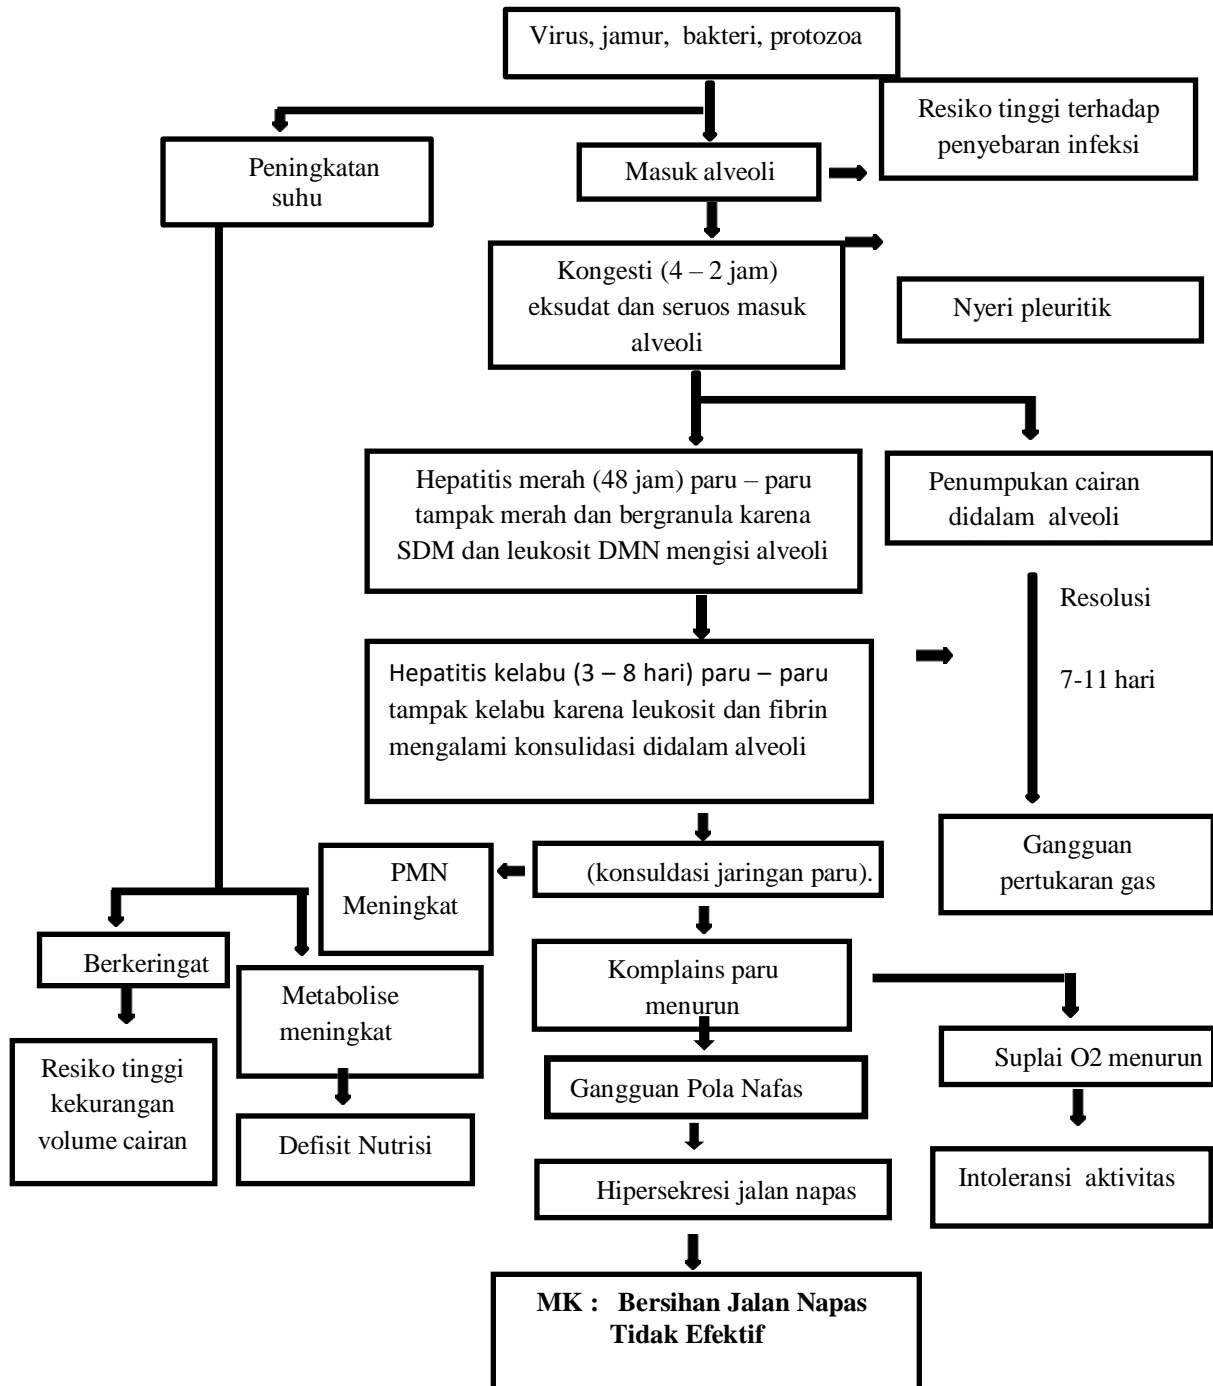 Virus, jamur, bakteri, protozoa
Resiko tinggi terhadap
penyebaran infeksi
Peningkatan
suhu
Masuk alveoli
Kongesti (4 – 2 jam)
eksudat dan seruos masuk
alveoli
Nyeri pleuritik
Hepatitis merah (48 jam) paru – paru
tampak merah dan bergranula karena
SDM dan leukosit DMN mengisi alveoli
Penumpukan cairan
didalam alveoli
Resolusi
7-11 hari
Hepatitis kelabu (3 – 8 hari) paru – paru
tampak kelabu karena leukosit dan fibrin
mengalami konsulidasi didalam alveoli
Gangguan
pertukaran gas
PMN
Meningkat
(konsuldasi jaringan paru).
Berkeringat
Metabolise
meningkat
Komplains paru
menurun
Suplai O2 menurun
Resiko tinggi
kekurangan
volume cairan
Defisit Nutrisi
Gangguan Pola Nafas
Intoleransi aktivitas
Hipersekresi jalan napas
MK : Bersihan Jalan Napas
Tidak Efektif